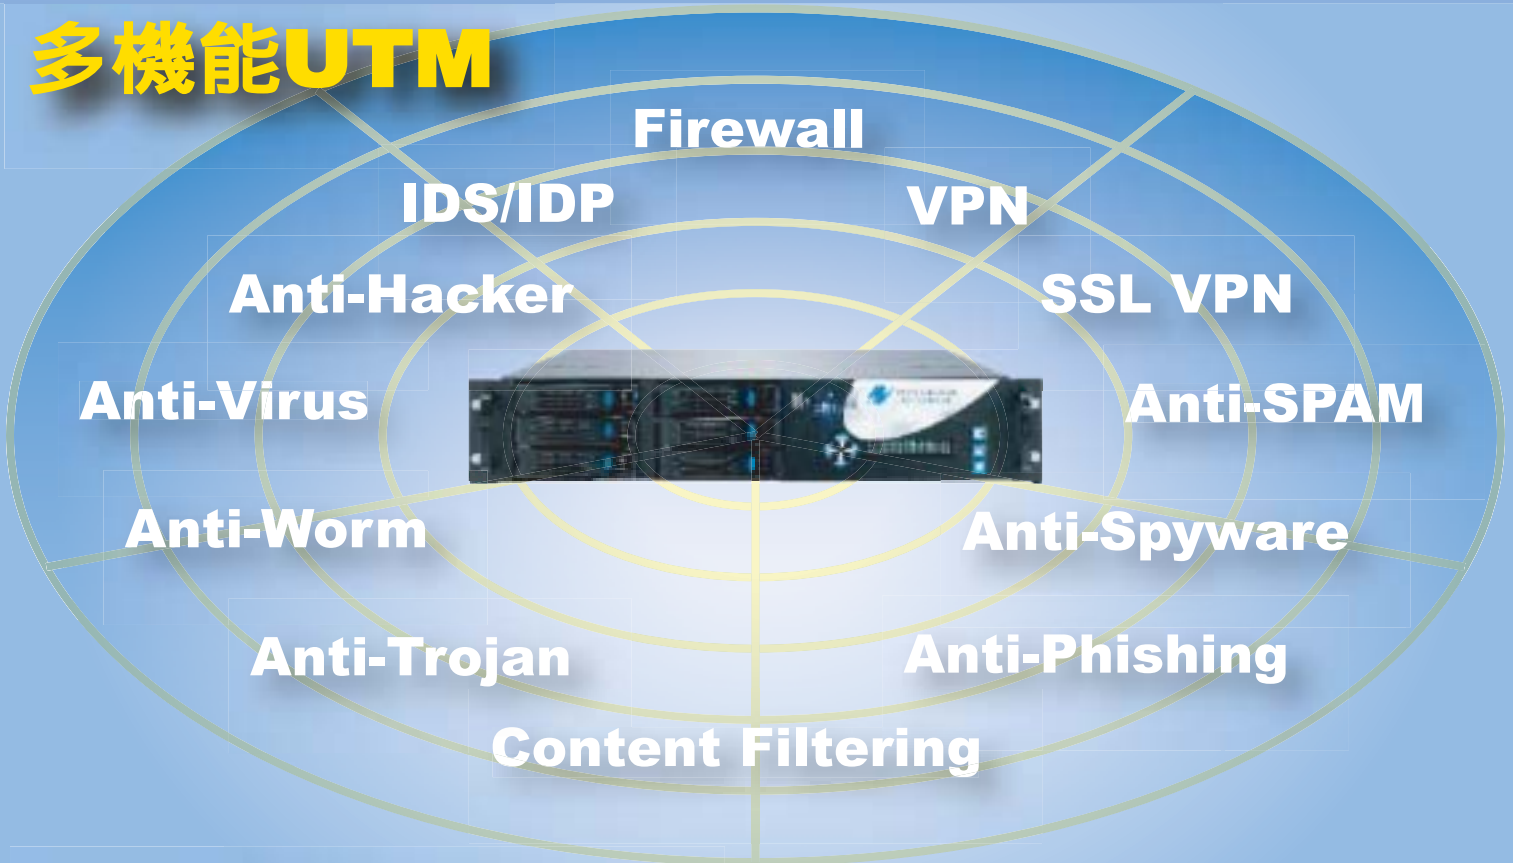 多機能UTM
Firewall
IDS/IDP
VPN
Anti-Hacker
SSL VPN
Anti-Virus
Anti-SPAM
Anti-Worm
Anti-Spyware
Anti-Trojan
Anti-Phishing
Content Filtering